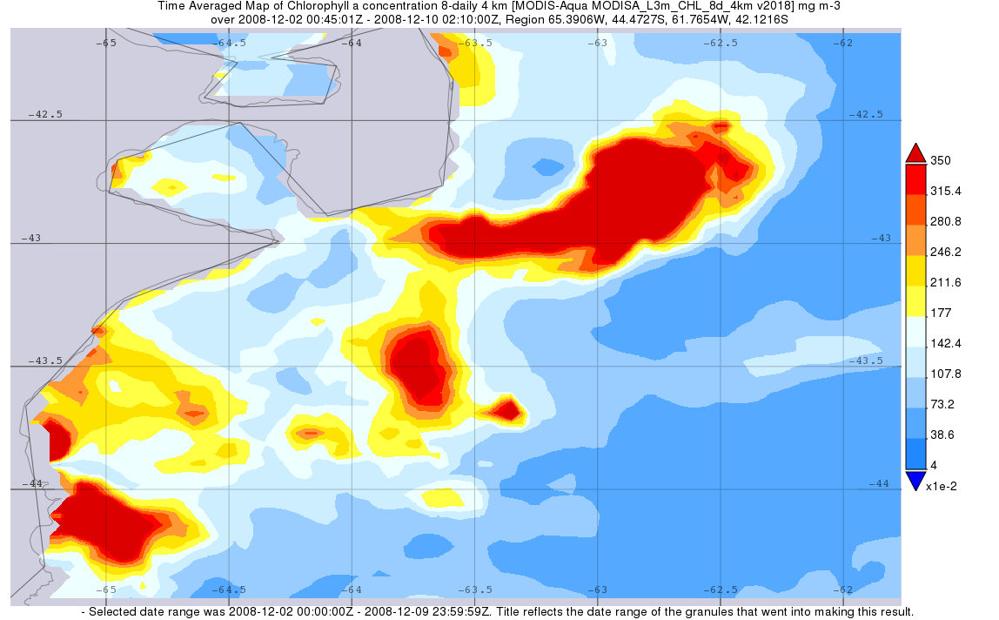 Time Averaged Map of Chlorophyll a concentration 8-daily 4 km [MODIS-Aqua MODISA_L3m_CHL_8d_4km v2018] mg m-3
over 2008-12-02 00:45:01Z - 2008-12-10 02:10:00Z, Region 65.3906W, 44.4727S, 61.7654W, 42.1216S
-65 -64.5 -64 -63.5 -63 -62.5 -62
-42.5 -42.5
350
315.4
280.8
-43 -43
246.2
211.6
177
142.4
-43.5 -43.5
107.8
73.2
38.6
4
-44 -44
x1e-2
-65 -64.5 -64 -63.5 -63 -62.5 -62
- Selected date range was 2008-12-02 00:00:00Z - 2008-12-09 23:59:59Z. Title reflects the date range of the granules that went into making this result.